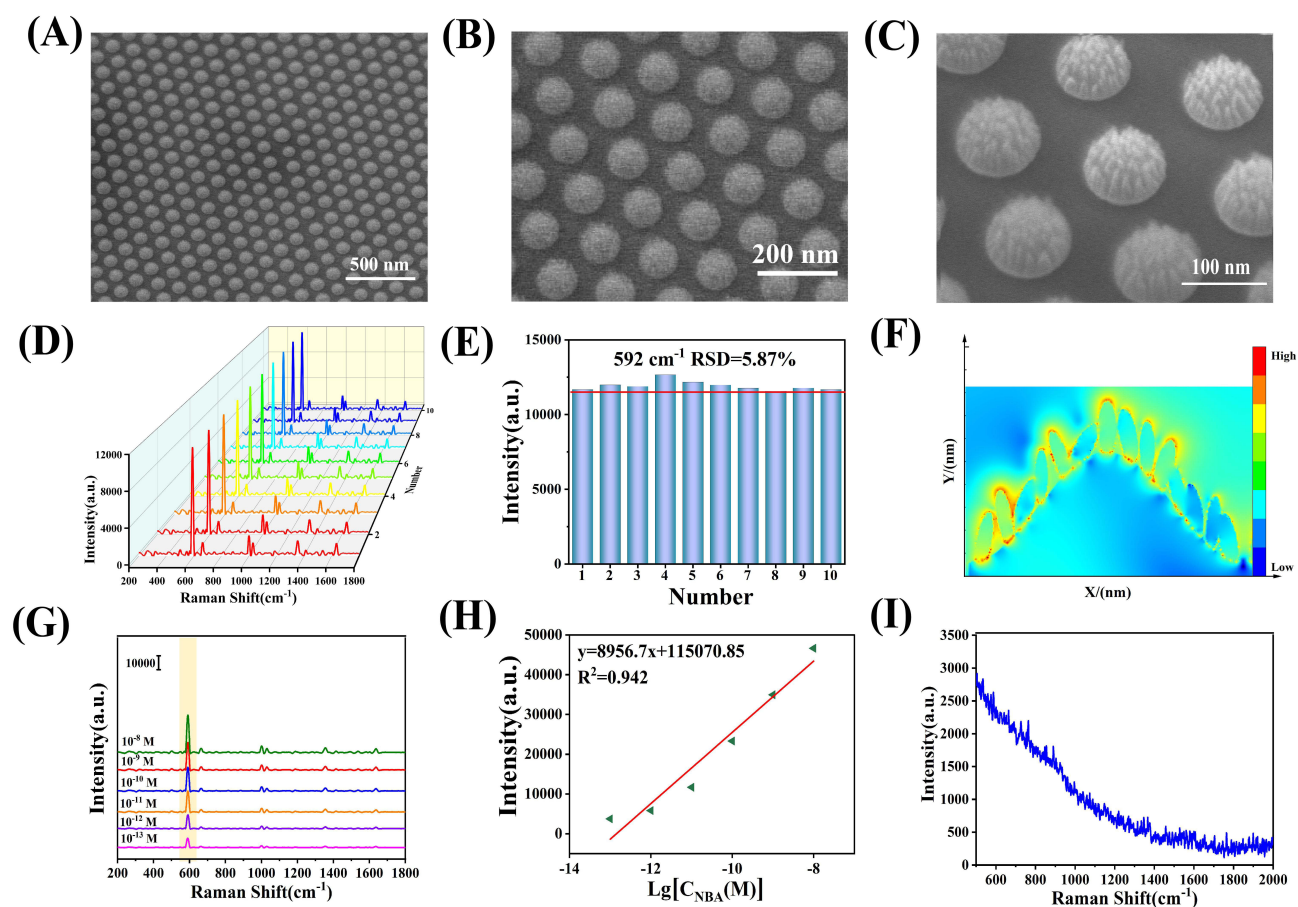 (A)
500 nm
(B)
200 nm
(C)
100 nm
(D)
Intensity(a.u.)
12000
8000
4000
0
200 400 600 800 1000 1200 1400 1600 1800
Raman Shift(cm⁻¹)
2
4
6
8
10
Number
(E)
Intensity(a.u.)
15000
10000
5000
0
592 cm⁻¹ RSD=5.87%
1 2 3 4 5 6 7 8 9 10
Number
(F)
Y/(nm)
X/(nm)
High
Low
(G)
Intensity(a.u.)
10000
10⁻⁸ M
10⁻⁹ M
10⁻¹⁰ M
10⁻¹¹ M
10⁻¹² M
10⁻¹³ M
200 400 600 800 1000 1200 1400 1600 1800
Raman Shift(cm⁻¹)
(H)
Intensity(a.u.)
50000
40000
30000
20000
10000
0
y=8956.7x+115070.85
R²=0.942
-14 -12 -10 -8
Lg[C_NBA(M)]
(I)
Intensity(a.u.)
3500
3000
2500
2000
1500
1000
500
0
600 800 1000 1200 1400 1600 1800 2000
Raman Shift(cm⁻¹)